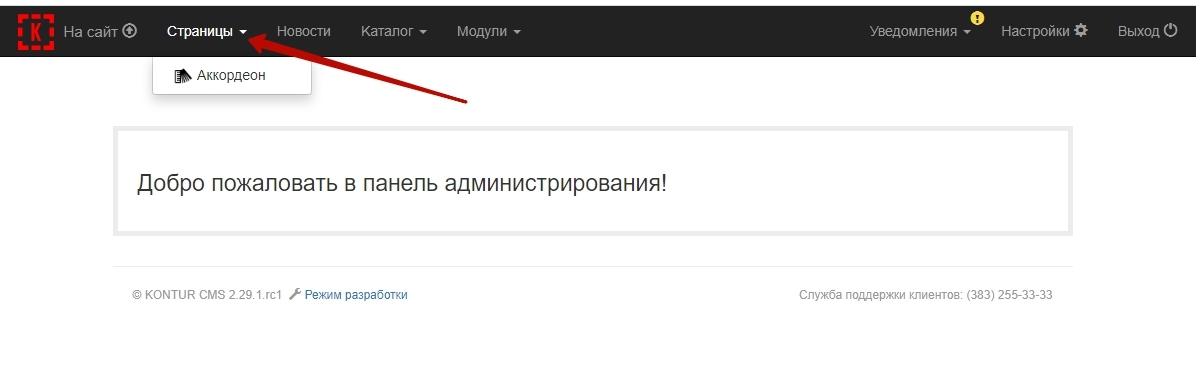 K На сайт Страницы Новости Каталог Модули Уведомления ! Настройки Выход
Аккордеон
Добро пожаловать в панель администрирования!
© KONTUR CMS 2.29.1.rc1 Режим разработки Служба поддержки клиентов: (383) 255-33-33